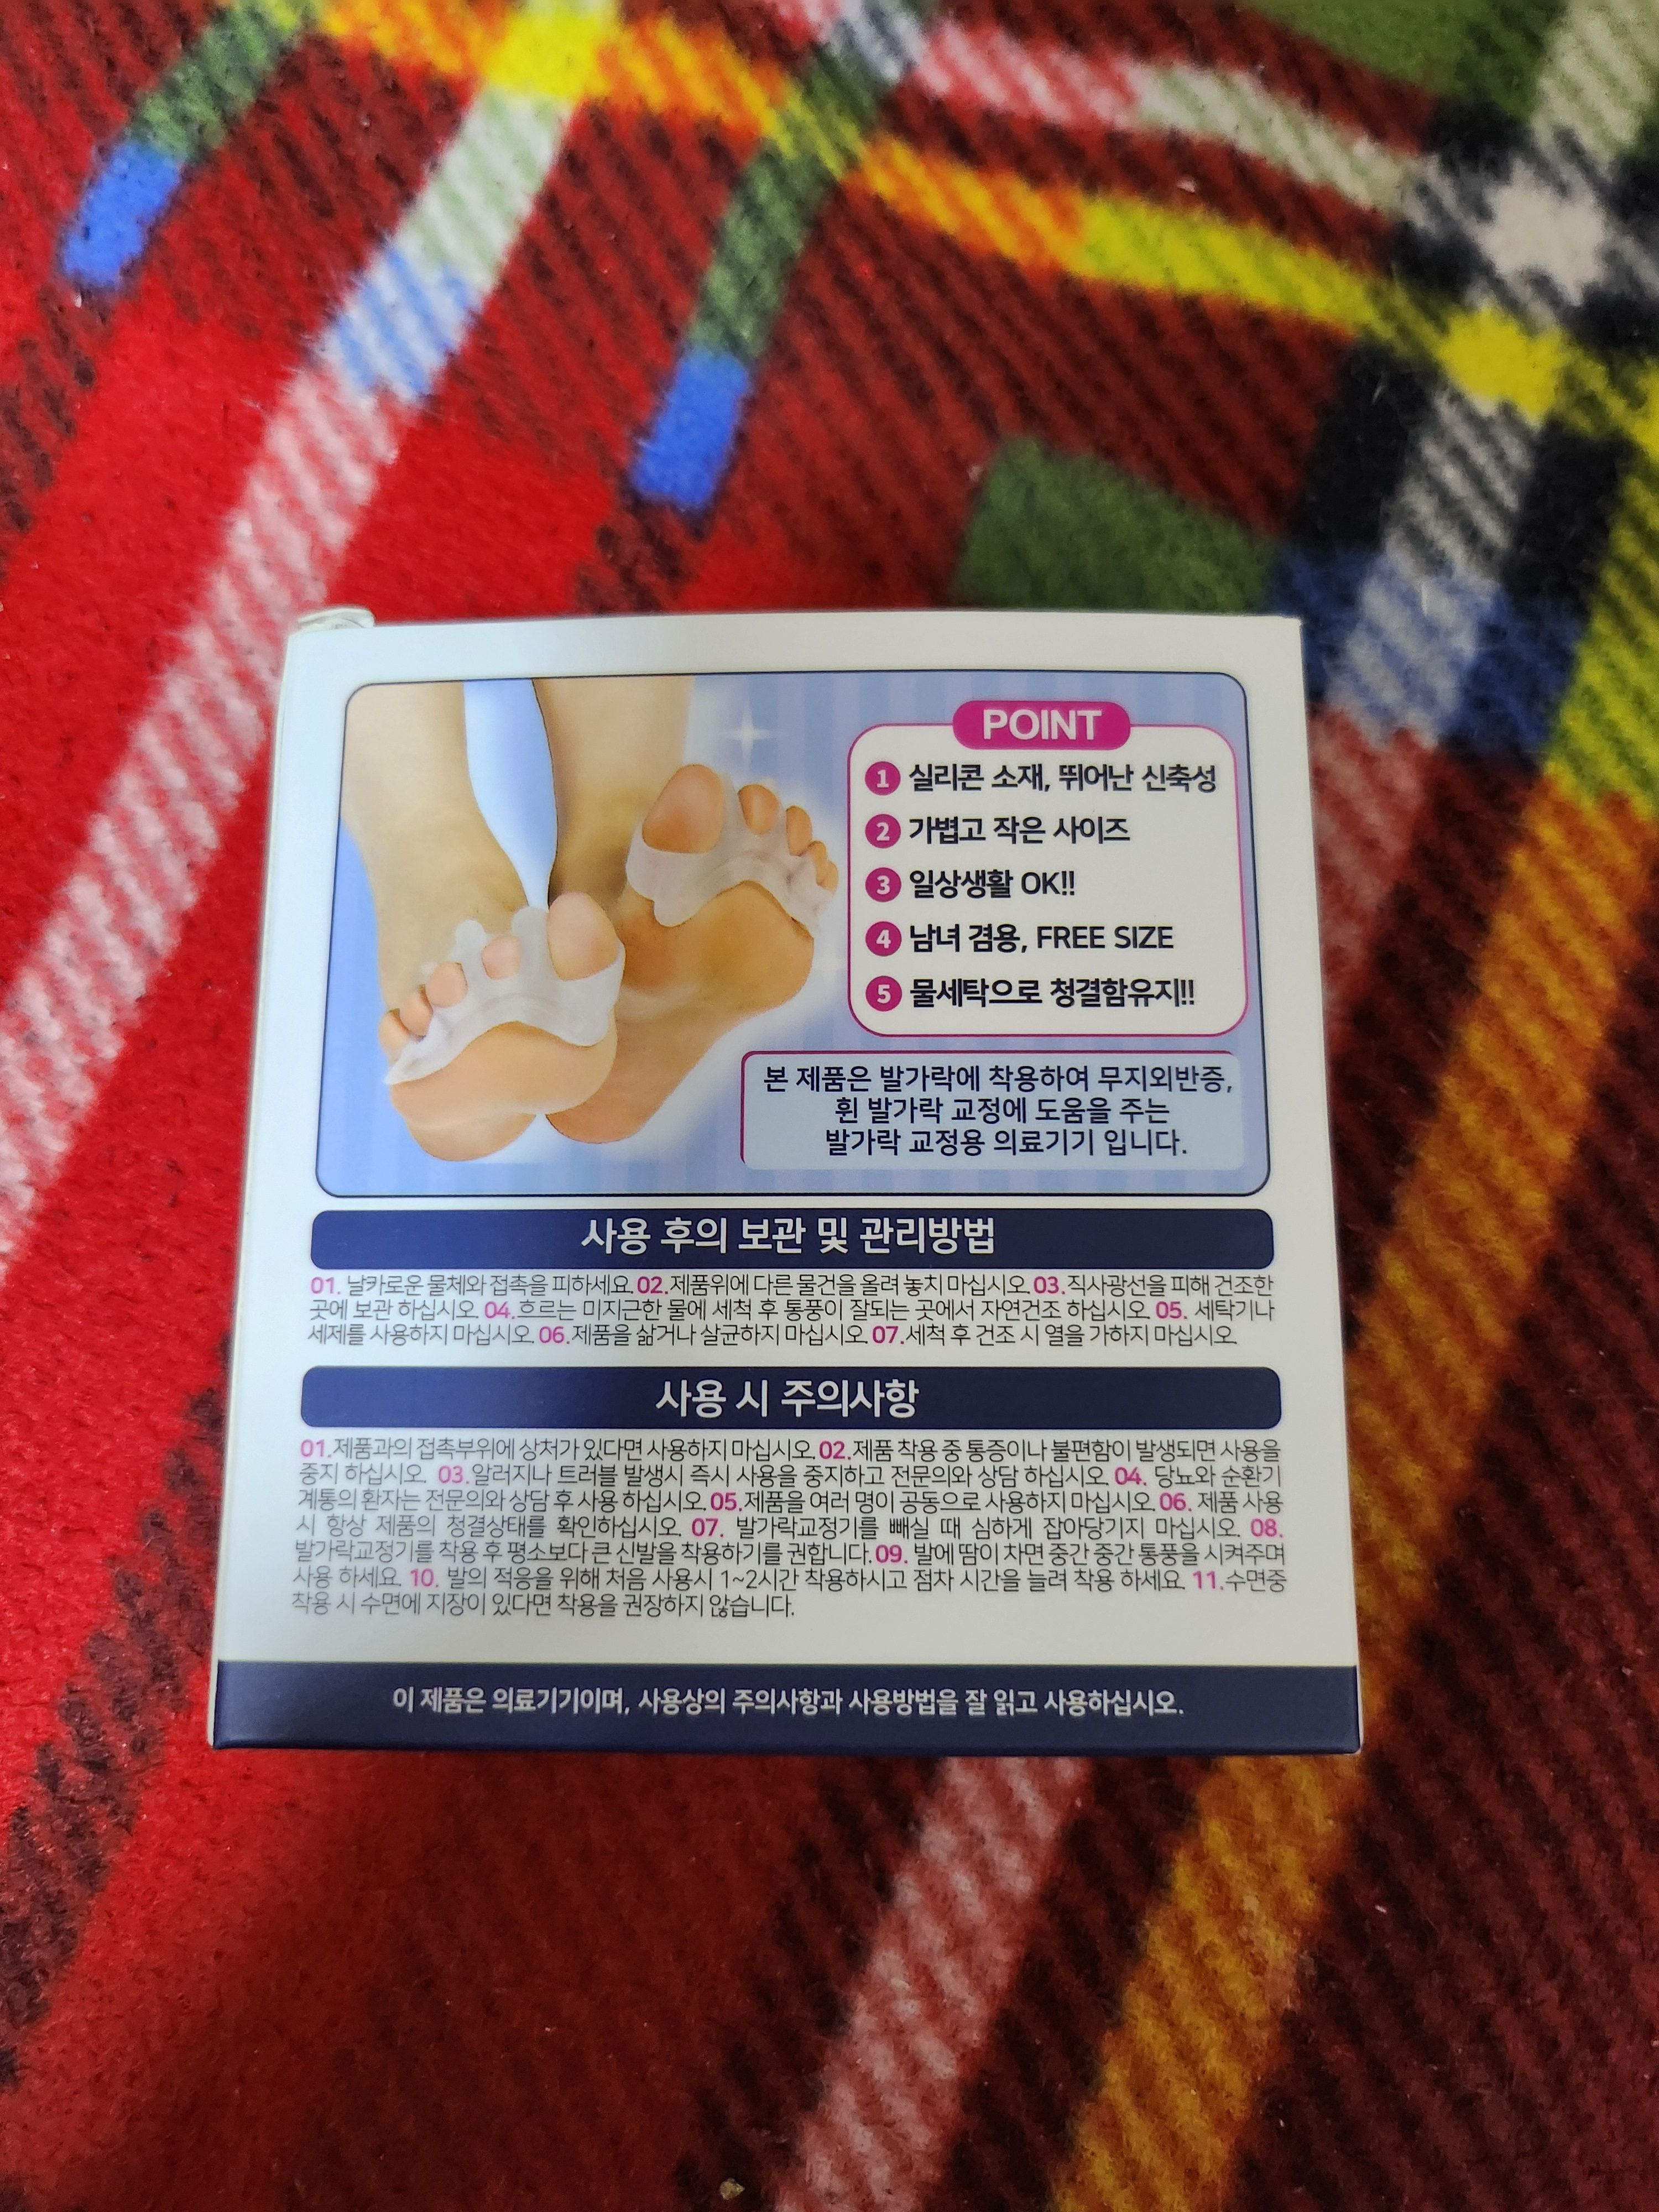 POINT
1 실리콘 소재, 뛰어난 신축성
2 가볍고 작은 사이즈
3 일상생활 OK!!
4 남녀 겸용, FREE SIZE
5 물세탁으로 청결함유지!!
본 제품은 발가락에 착용하여 무지외반증,
휜 발가락 교정에 도움을 주는
발가락 교정용 의료기기 입니다.
사용 후의 보관 및 관리방법
01. 날카로운 물체와 접촉을 피하세요. 02.제품위에 다른 물건을 올려 놓치 마십시오. 03.직사광선을 피해 건조한
곳에 보관 하십시오. 04.흐르는 미지근한 물에 세척 후 통풍이 잘되는 곳에서 자연건조 하십시오. 05. 세탁기나
세제를 사용하지 마십시오. 06.제품을 삶거나 살균하지 마십시오. 07.세척 후 건조 시 열을 가하지 마십시오.
사용 시 주의사항
01.제품과의 접촉부위에 상처가 있다면 사용하지 마십시오. 02.제품 착용 중 통증이나 불편함이 발생되면 사용을
중지 하십시오. 03.알러지나 트러블 발생시 즉시 사용을 중지하고 전문의와 상담 하십시오. 04. 당뇨와 순환기
계통의 환자는 전문의와 상담 후 사용 하십시오. 05.제품을 여러 명이 공동으로 사용하지 마십시오. 06. 제품 사용
시 항상 제품의 청결상태를 확인하십시오. 07. 발가락교정기를 빼실 때 심하게 잡아당기지 마십시오. 08.
발가락교정기를 착용 후 평소보다 큰 신발을 착용하기를 권합니다. 09. 발에 땀이 차면 중간 중간 통풍을 시켜주며
사용 하세요. 10. 발의 적응을 위해 처음 사용시 1~2시간 착용하시고 점차 시간을 늘려 착용 하세요. 11.수면중
착용 시 수면에 지장이 있다면 착용을 권장하지 않습니다.
이 제품은 의료기기이며, 사용상의 주의사항과 사용방법을 잘 읽고 사용하십시오.